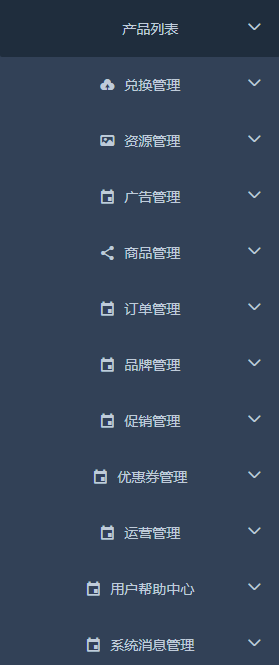 产品列表
兑换管理
资源管理
广告管理
商品管理
订单管理
品牌管理
促销管理
优惠券管理
运营管理
用户帮助中心
系统消息管理